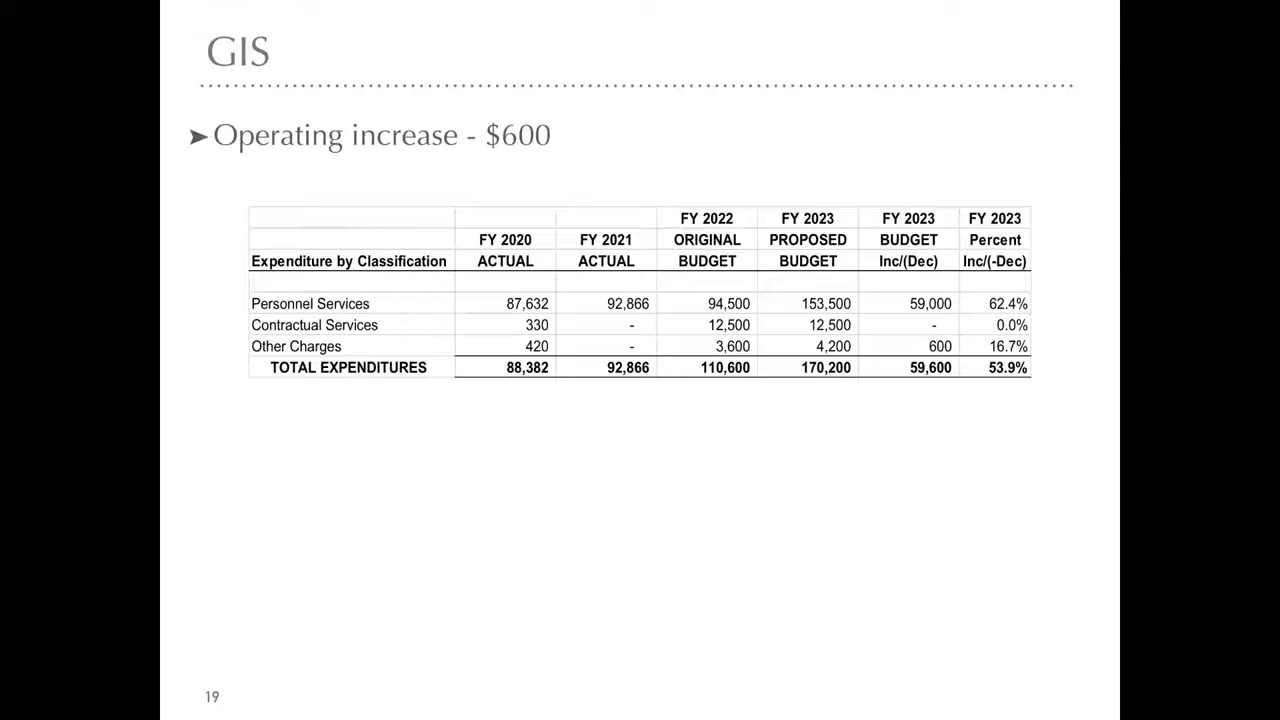 GIS
➤Operating increase - $600
FY 2022 FY 2023 FY 2023 FY 2023
FY 2020 FY 2021 ORIGINAL PROPOSED BUDGET Percent
Expenditure by Classification ACTUAL ACTUAL BUDGET BUDGET Inc/(Dec) Inc/(-Dec)
Personnel Services 87,632 92,866 94,500 153,500 59,000 62.4%
Contractual Services 330 - 12,500 12,500 - 0.0%
Other Charges 420 - 3,600 4,200 600 16.7%
TOTAL EXPENDITURES 88,382 92,866 110,600 170,200 59,600 53.9%
19